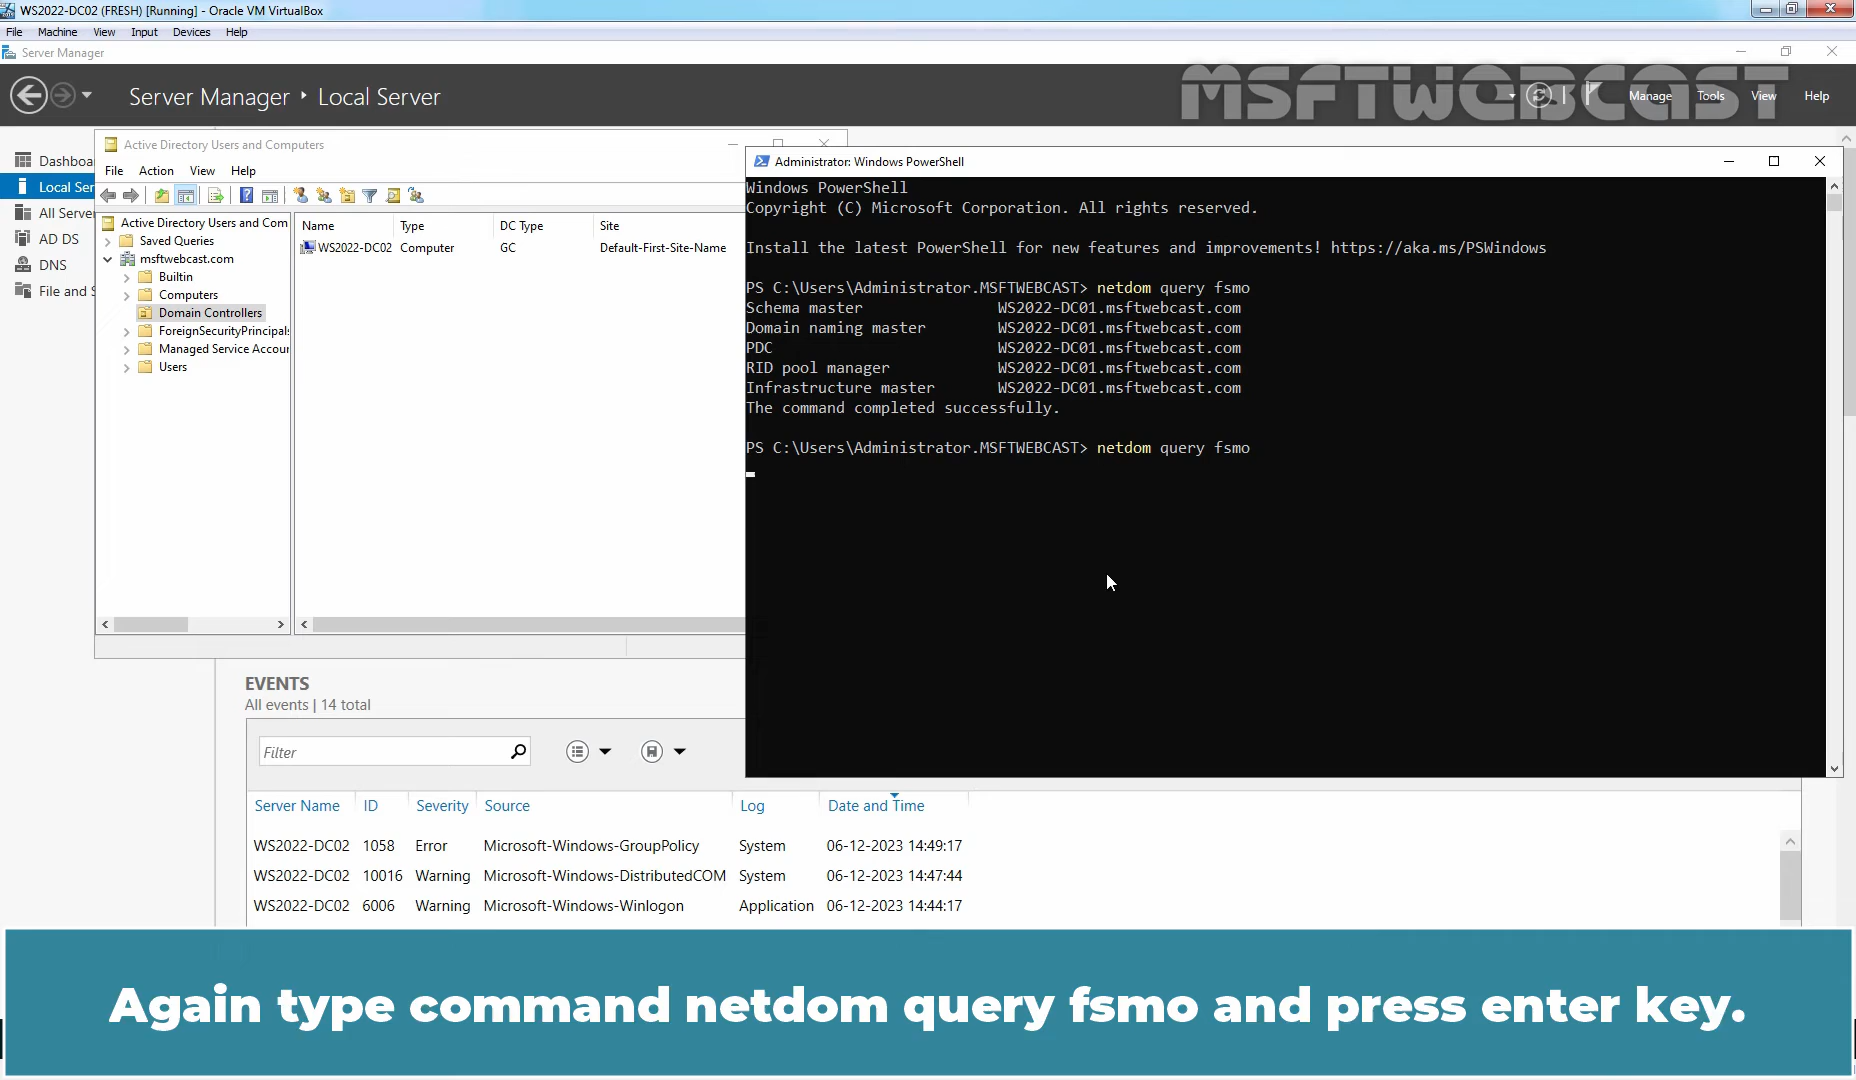 WS2022-DC02 (FRESH) [Running] - Oracle VM VirtualBox
File Machine View Input Devices Help
Server Manager
Server Manager ‣ Local Server
MSFTWEBCAST
Manage Tools View Help
Dashboa
Local Ser
All Server
AD DS
DNS
File and S
Active Directory Users and Computers
File Action View Help
Active Directory Users and Com
Saved Queries
msftwebcast.com
Builtin
Computers
Domain Controllers
ForeignSecurityPrincipals
Managed Service Accour
Users
Name Type DC Type Site
WS2022-DC02 Computer GC Default-First-Site-Name
Administrator: Windows PowerShell
Windows PowerShell
Copyright (C) Microsoft Corporation. All rights reserved.
Install the latest PowerShell for new features and improvements! https://aka.ms/PSWindows
PS C:\Users\Administrator.MSFTWEBCAST> netdom query fsmo
Schema master WS2022-DC01.msftwebcast.com
Domain naming master WS2022-DC01.msftwebcast.com
PDC WS2022-DC01.msftwebcast.com
RID pool manager WS2022-DC01.msftwebcast.com
Infrastructure master WS2022-DC01.msftwebcast.com
The command completed successfully.
PS C:\Users\Administrator.MSFTWEBCAST> netdom query fsmo
EVENTS
All events | 14 total
Filter
Server Name ID Severity Source Log Date and Time
WS2022-DC02 1058 Error Microsoft-Windows-GroupPolicy System 06-12-2023 14:49:17
WS2022-DC02 10016 Warning Microsoft-Windows-DistributedCOM System 06-12-2023 14:47:44
WS2022-DC02 6006 Warning Microsoft-Windows-Winlogon Application 06-12-2023 14:44:17
Again type command netdom query fsmo and press enter key.